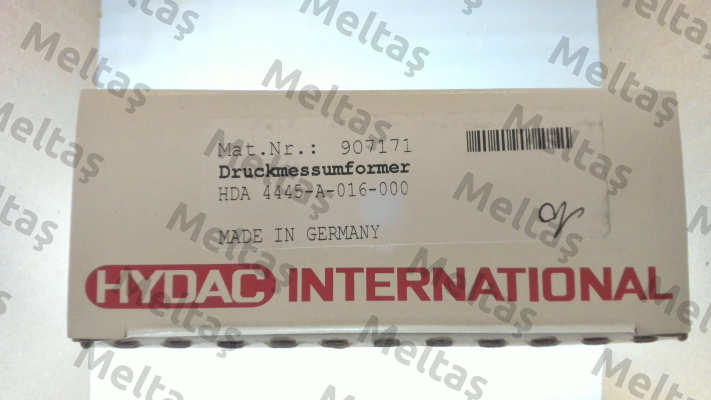 Mat.Nr.: 907171
Druckmessumformer
HDA 4445-A-016-000
MADE IN GERMANY
HYDAC INTERNATIONAL
Meltaş